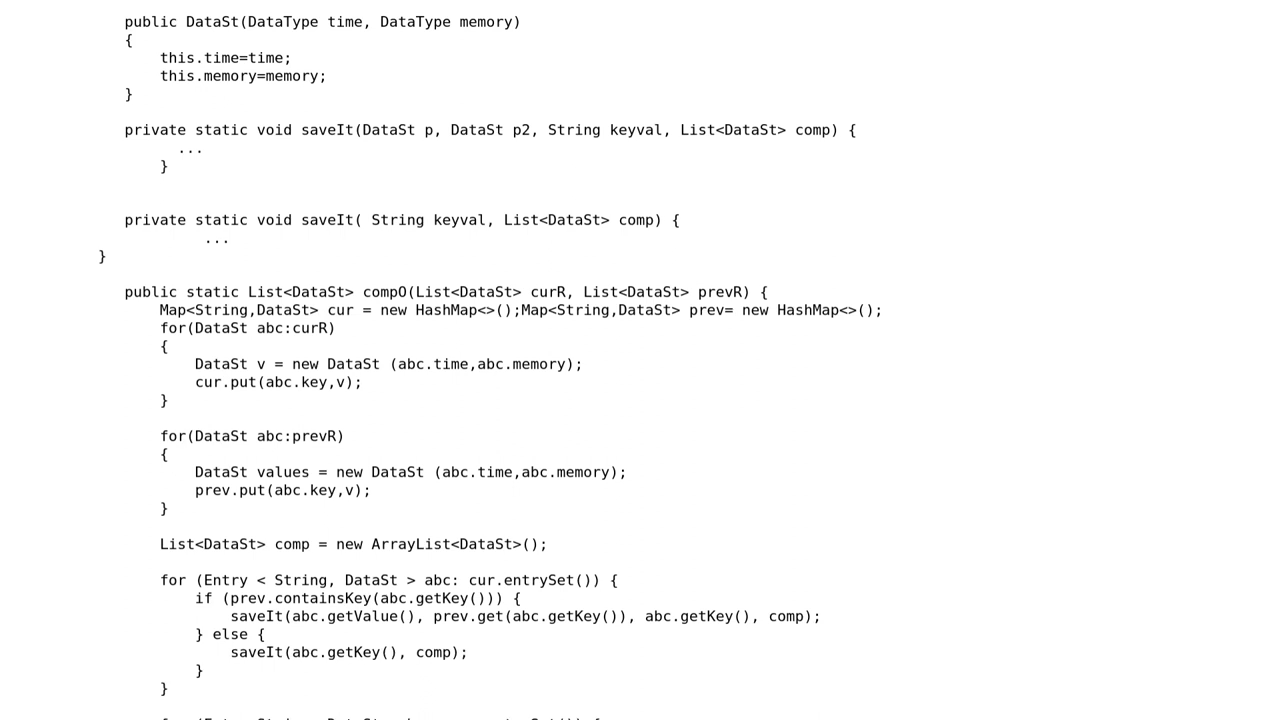 public DataSt(DataType time, DataType memory)
{
this.time=time;
this.memory=memory;
}
private static void saveIt(DataSt p, DataSt p2, String keyval, List<DataSt> comp) {
...
}
private static void saveIt( String keyval, List<DataSt> comp) {
...
}
public static List<DataSt> compO(List<DataSt> curR, List<DataSt> prevR) {
Map<String,DataSt> cur = new HashMap<>();Map<String,DataSt> prev= new HashMap<>();
for(DataSt abc:curR)
{
DataSt v = new DataSt (abc.time,abc.memory);
cur.put(abc.key,v);
}
for(DataSt abc:prevR)
{
DataSt values = new DataSt (abc.time,abc.memory);
prev.put(abc.key,v);
}
List<DataSt> comp = new ArrayList<DataSt>();
for (Entry < String, DataSt > abc: cur.entrySet()) {
if (prev.containsKey(abc.getKey())) {
saveIt(abc.getValue(), prev.get(abc.getKey()), abc.getKey(), comp);
} else {
saveIt(abc.getKey(), comp);
}
}